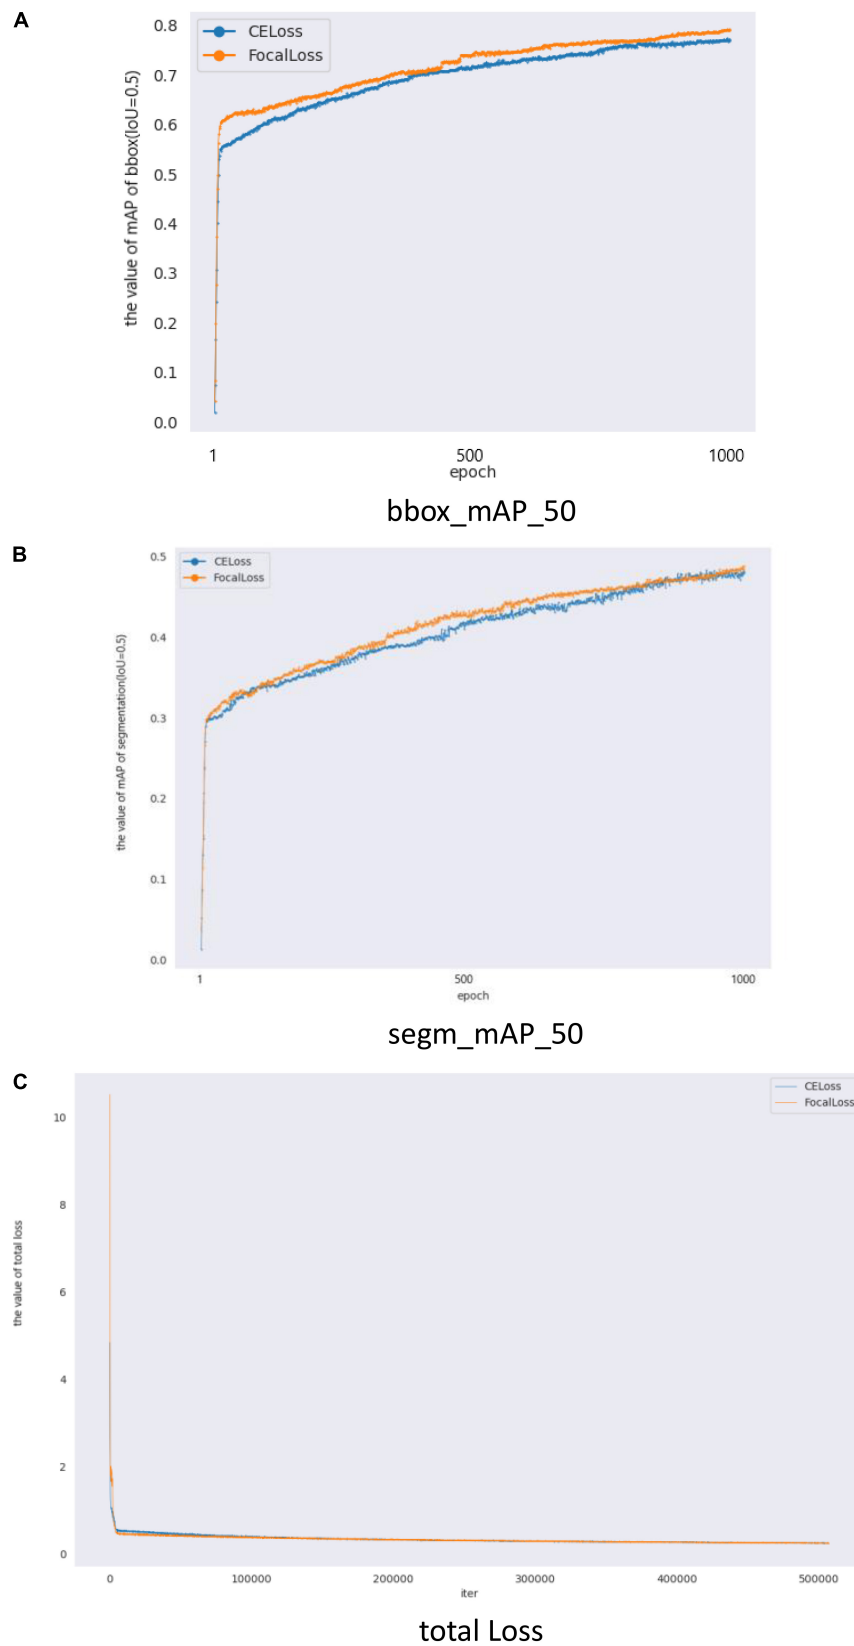 A
CELoss
FocalLoss
the value of mAP of bbox(IoU=0.5)
0.8
0.7
0.6
0.5
0.4
0.3
0.2
0.1
0.0
1 500 1000
epoch
bbox_mAP_50
B
CELoss
FocalLoss
the value of mAP of segmentation(IoU=0.5)
0.5
0.4
0.3
0.2
0.1
0.0
1 500 1000
epoch
segm_mAP_50
C
CELoss
FocalLoss
the value of total loss
10
8
6
4
2
0
0 100000 200000 300000 400000 500000
iter
total Loss